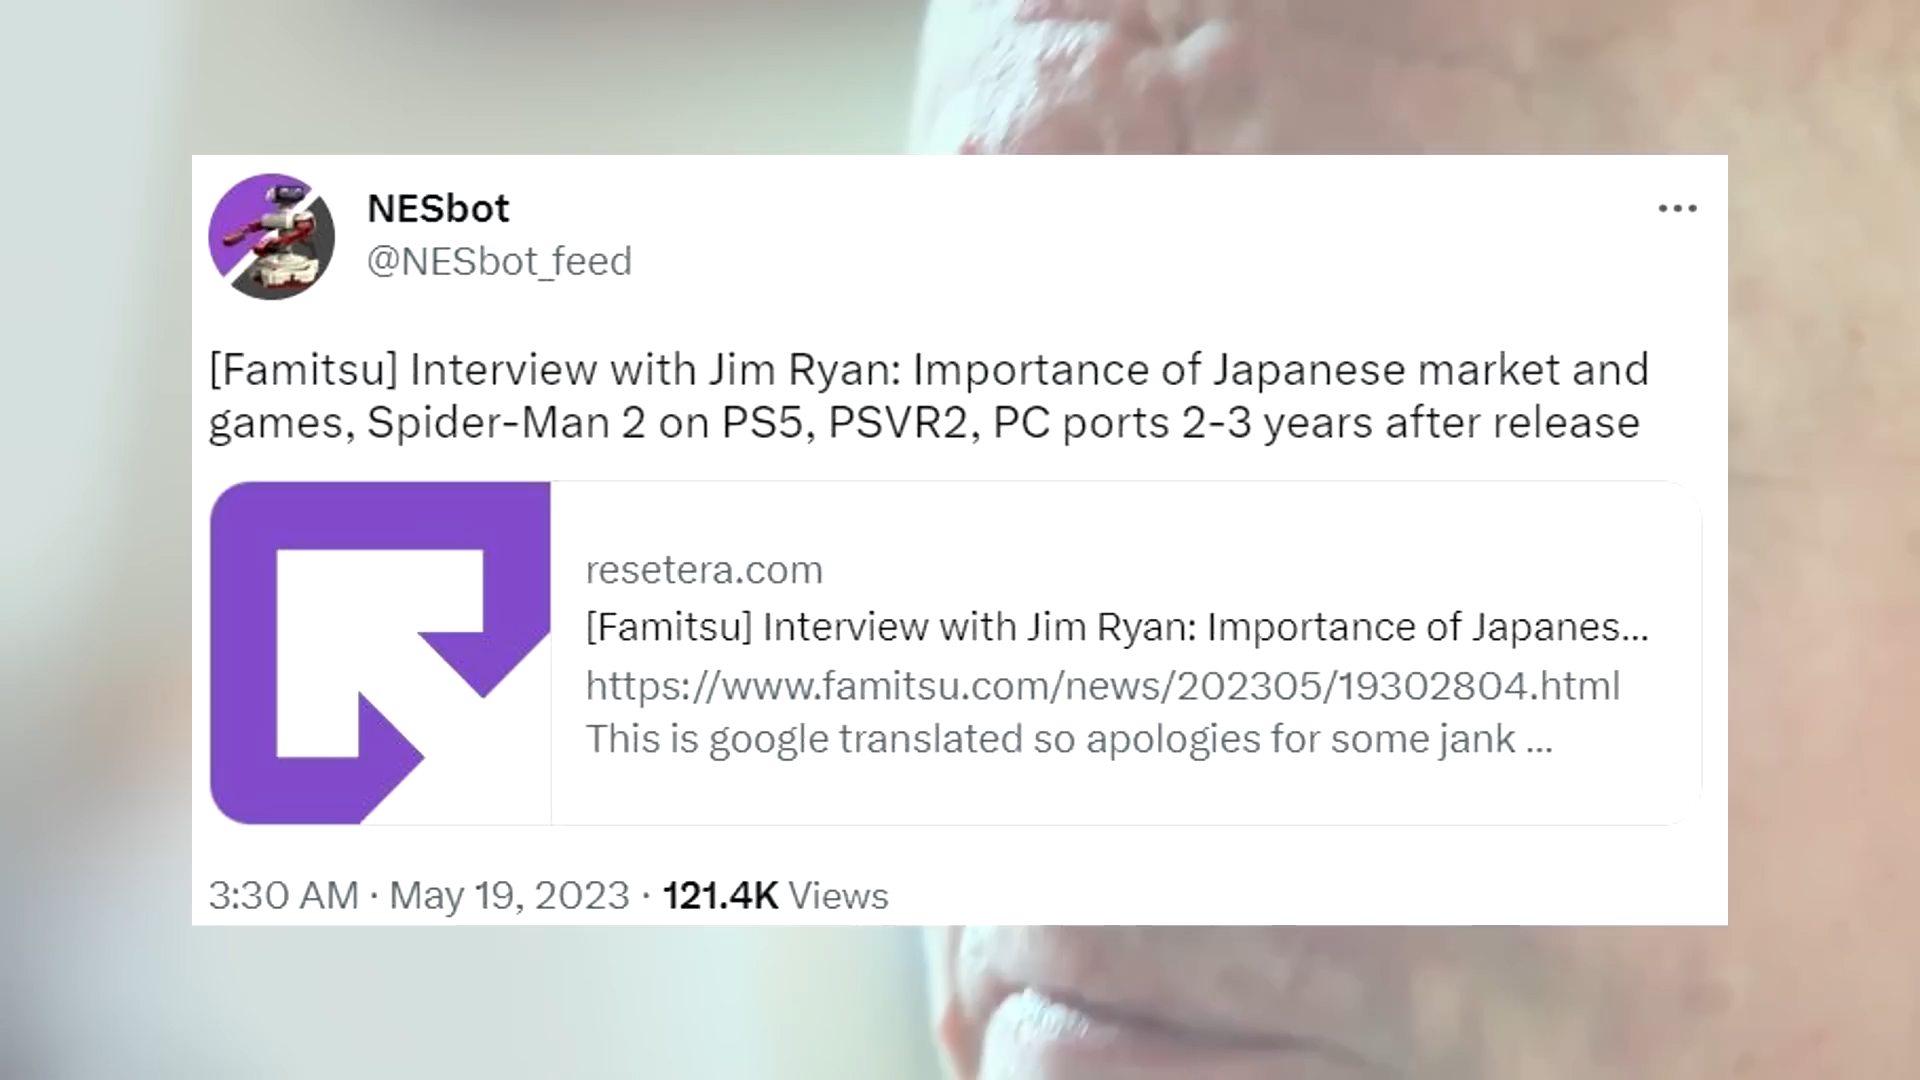 NESbot
@NESbot_feed
[Famitsu] Interview with Jim Ryan: Importance of Japanese market and
games, Spider-Man 2 on PS5, PSVR2, PC ports 2-3 years after release
resetera.com
[Famitsu] Interview with Jim Ryan: Importance of Japanes...
https://www.famitsu.com/news/202305/19302804.html
This is google translated so apologies for some jank ...
3:30 AM · May 19, 2023 · 121.4K Views